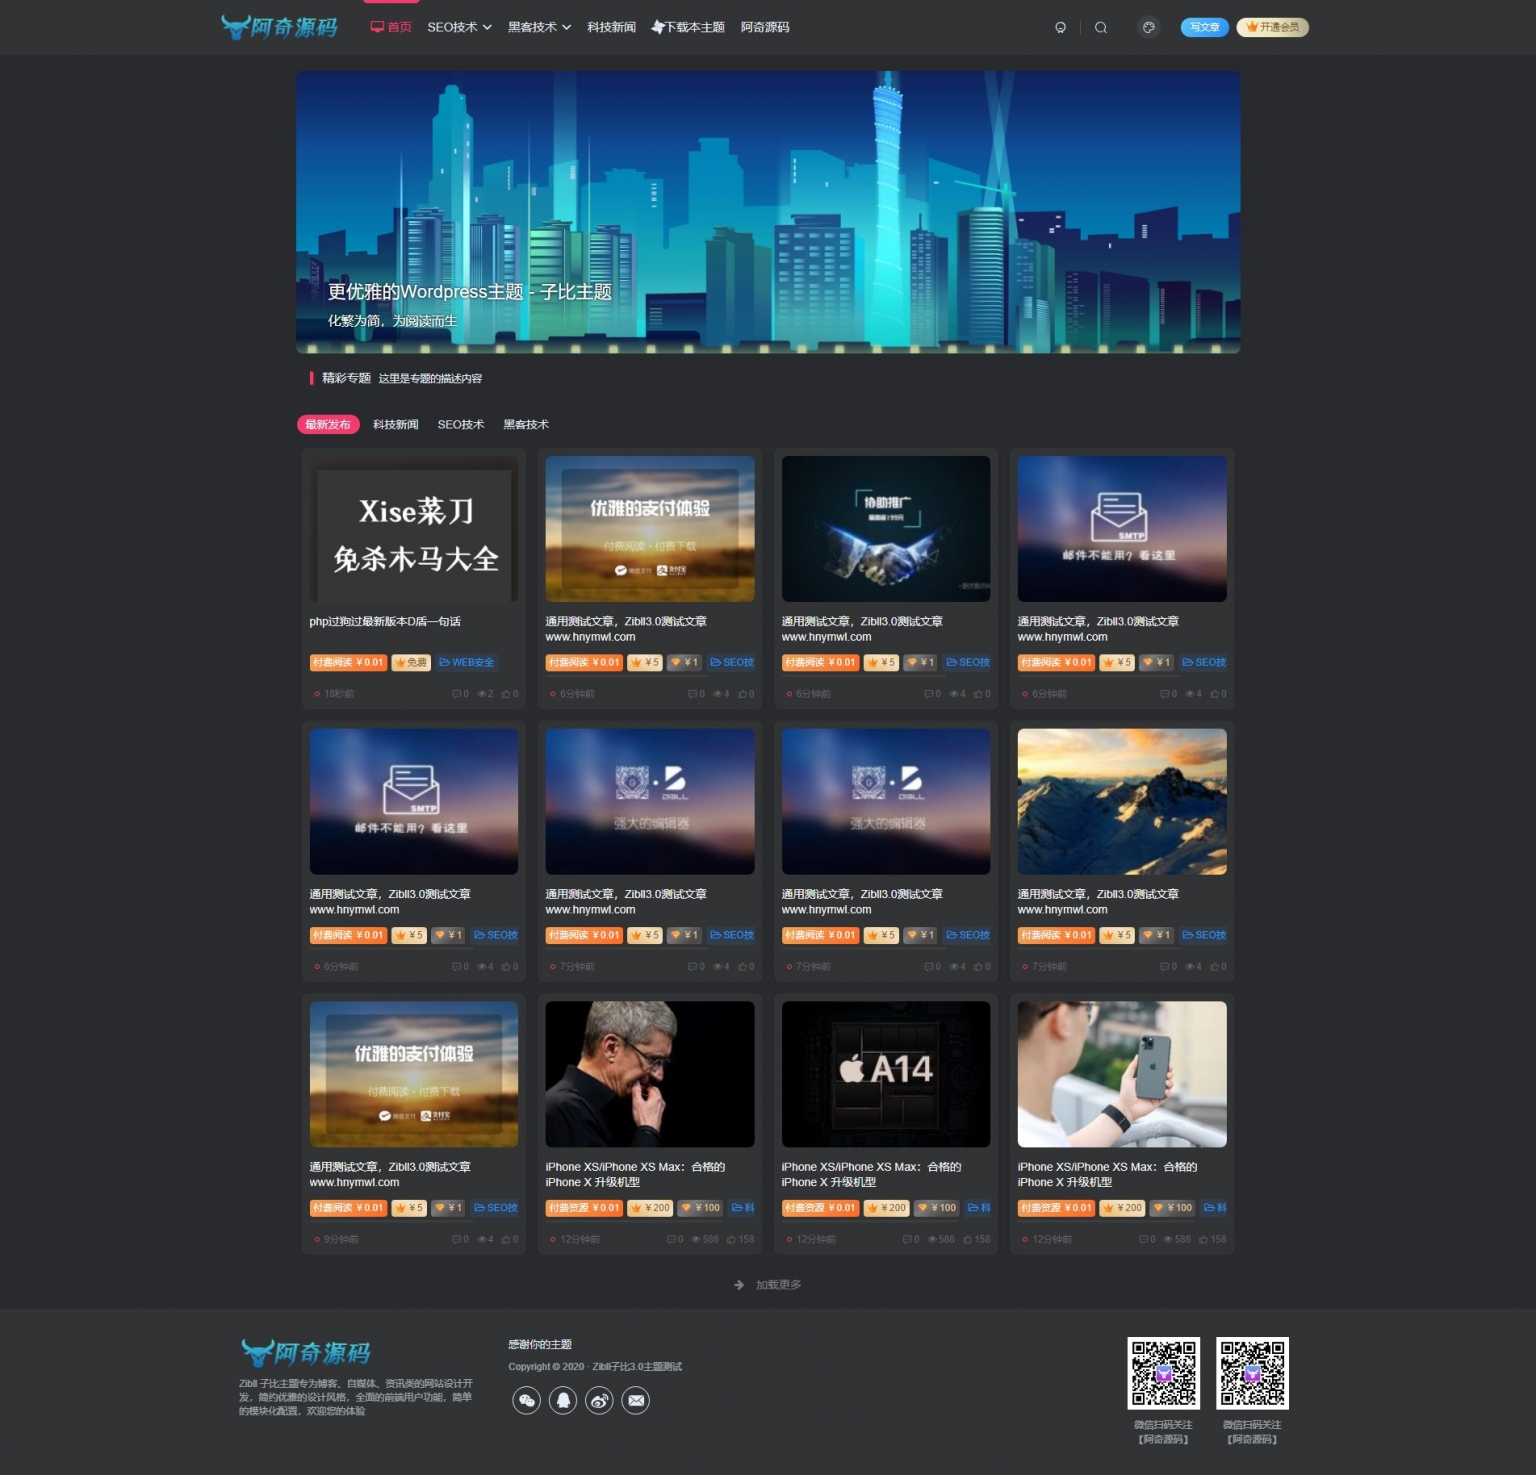 阿奇源码
首页 SEO技术 黑客技术 科技新闻 下载本主题 阿奇源码 写文章 开通会员
更优雅的Wordpress主题 - 子比主题
化繁为简，为阅读而生
精彩专题 这里是专题的描述内容
最新发布 科技新闻 SEO技术 黑客技术
Xise菜刀
免杀木马大全
php过狗过最新版本D盾一句话
付费阅读 ￥0.01 免费 WEB安全
18秒前 0 2 0
优雅的支付体验
付费阅读·付费下载
微信支付 支付宝
通用测试文章，Zibll3.0测试文章
www.hnymwl.com
付费阅读 ￥0.01 ￥5 ￥1 SEO技
6分钟前 0 4 0
协助推广
通用测试文章，Zibll3.0测试文章
www.hnymwl.com
付费阅读 ￥0.01 ￥5 ￥1 SEO技
6分钟前 0 4 0
SMTP
邮件不能用？看这里
通用测试文章，Zibll3.0测试文章
www.hnymwl.com
付费阅读 ￥0.01 ￥5 ￥1 SEO技
6分钟前 0 4 0
SMTP
邮件不能用？看这里
通用测试文章，Zibll3.0测试文章
www.hnymwl.com
付费阅读 ￥0.01 ￥5 ￥1 SEO技
6分钟前 0 4 0
ZIBLL
强大的编辑器
通用测试文章，Zibll3.0测试文章
www.hnymwl.com
付费阅读 ￥0.01 ￥5 ￥1 SEO技
7分钟前 0 4 0
ZIBLL
强大的编辑器
通用测试文章，Zibll3.0测试文章
www.hnymwl.com
付费阅读 ￥0.01 ￥5 ￥1 SEO技
7分钟前 0 4 0
通用测试文章，Zibll3.0测试文章
www.hnymwl.com
付费阅读 ￥0.01 ￥5 ￥1 SEO技
7分钟前 0 4 0
优雅的支付体验
付费阅读·付费下载
微信支付 支付宝
通用测试文章，Zibll3.0测试文章
www.hnymwl.com
付费阅读 ￥0.01 ￥5 ￥1 SEO技
9分钟前 0 4 0
iPhone XS/iPhone XS Max：合格的
iPhone X 升级机型
付费资源 ￥0.01 ￥200 ￥100 科
12分钟前 0 586 158
A14
iPhone XS/iPhone XS Max：合格的
iPhone X 升级机型
付费资源 ￥0.01 ￥200 ￥100 科
12分钟前 0 586 158
iPhone XS/iPhone XS Max：合格的
iPhone X 升级机型
付费资源 ￥0.01 ￥200 ￥100 科
12分钟前 0 586 158
加载更多
阿奇源码
Zibll 子比主题专为博客、自媒体、资讯类的网站设计开
发，简约优雅的设计风格，全面的前端用户功能，简单
的模块化配置，欢迎您的体验
感谢你的主题
Copyright © 2020 · Zibll子比3.0主题测试
微信扫码关注
【阿奇源码】
微信扫码关注
【阿奇源码】